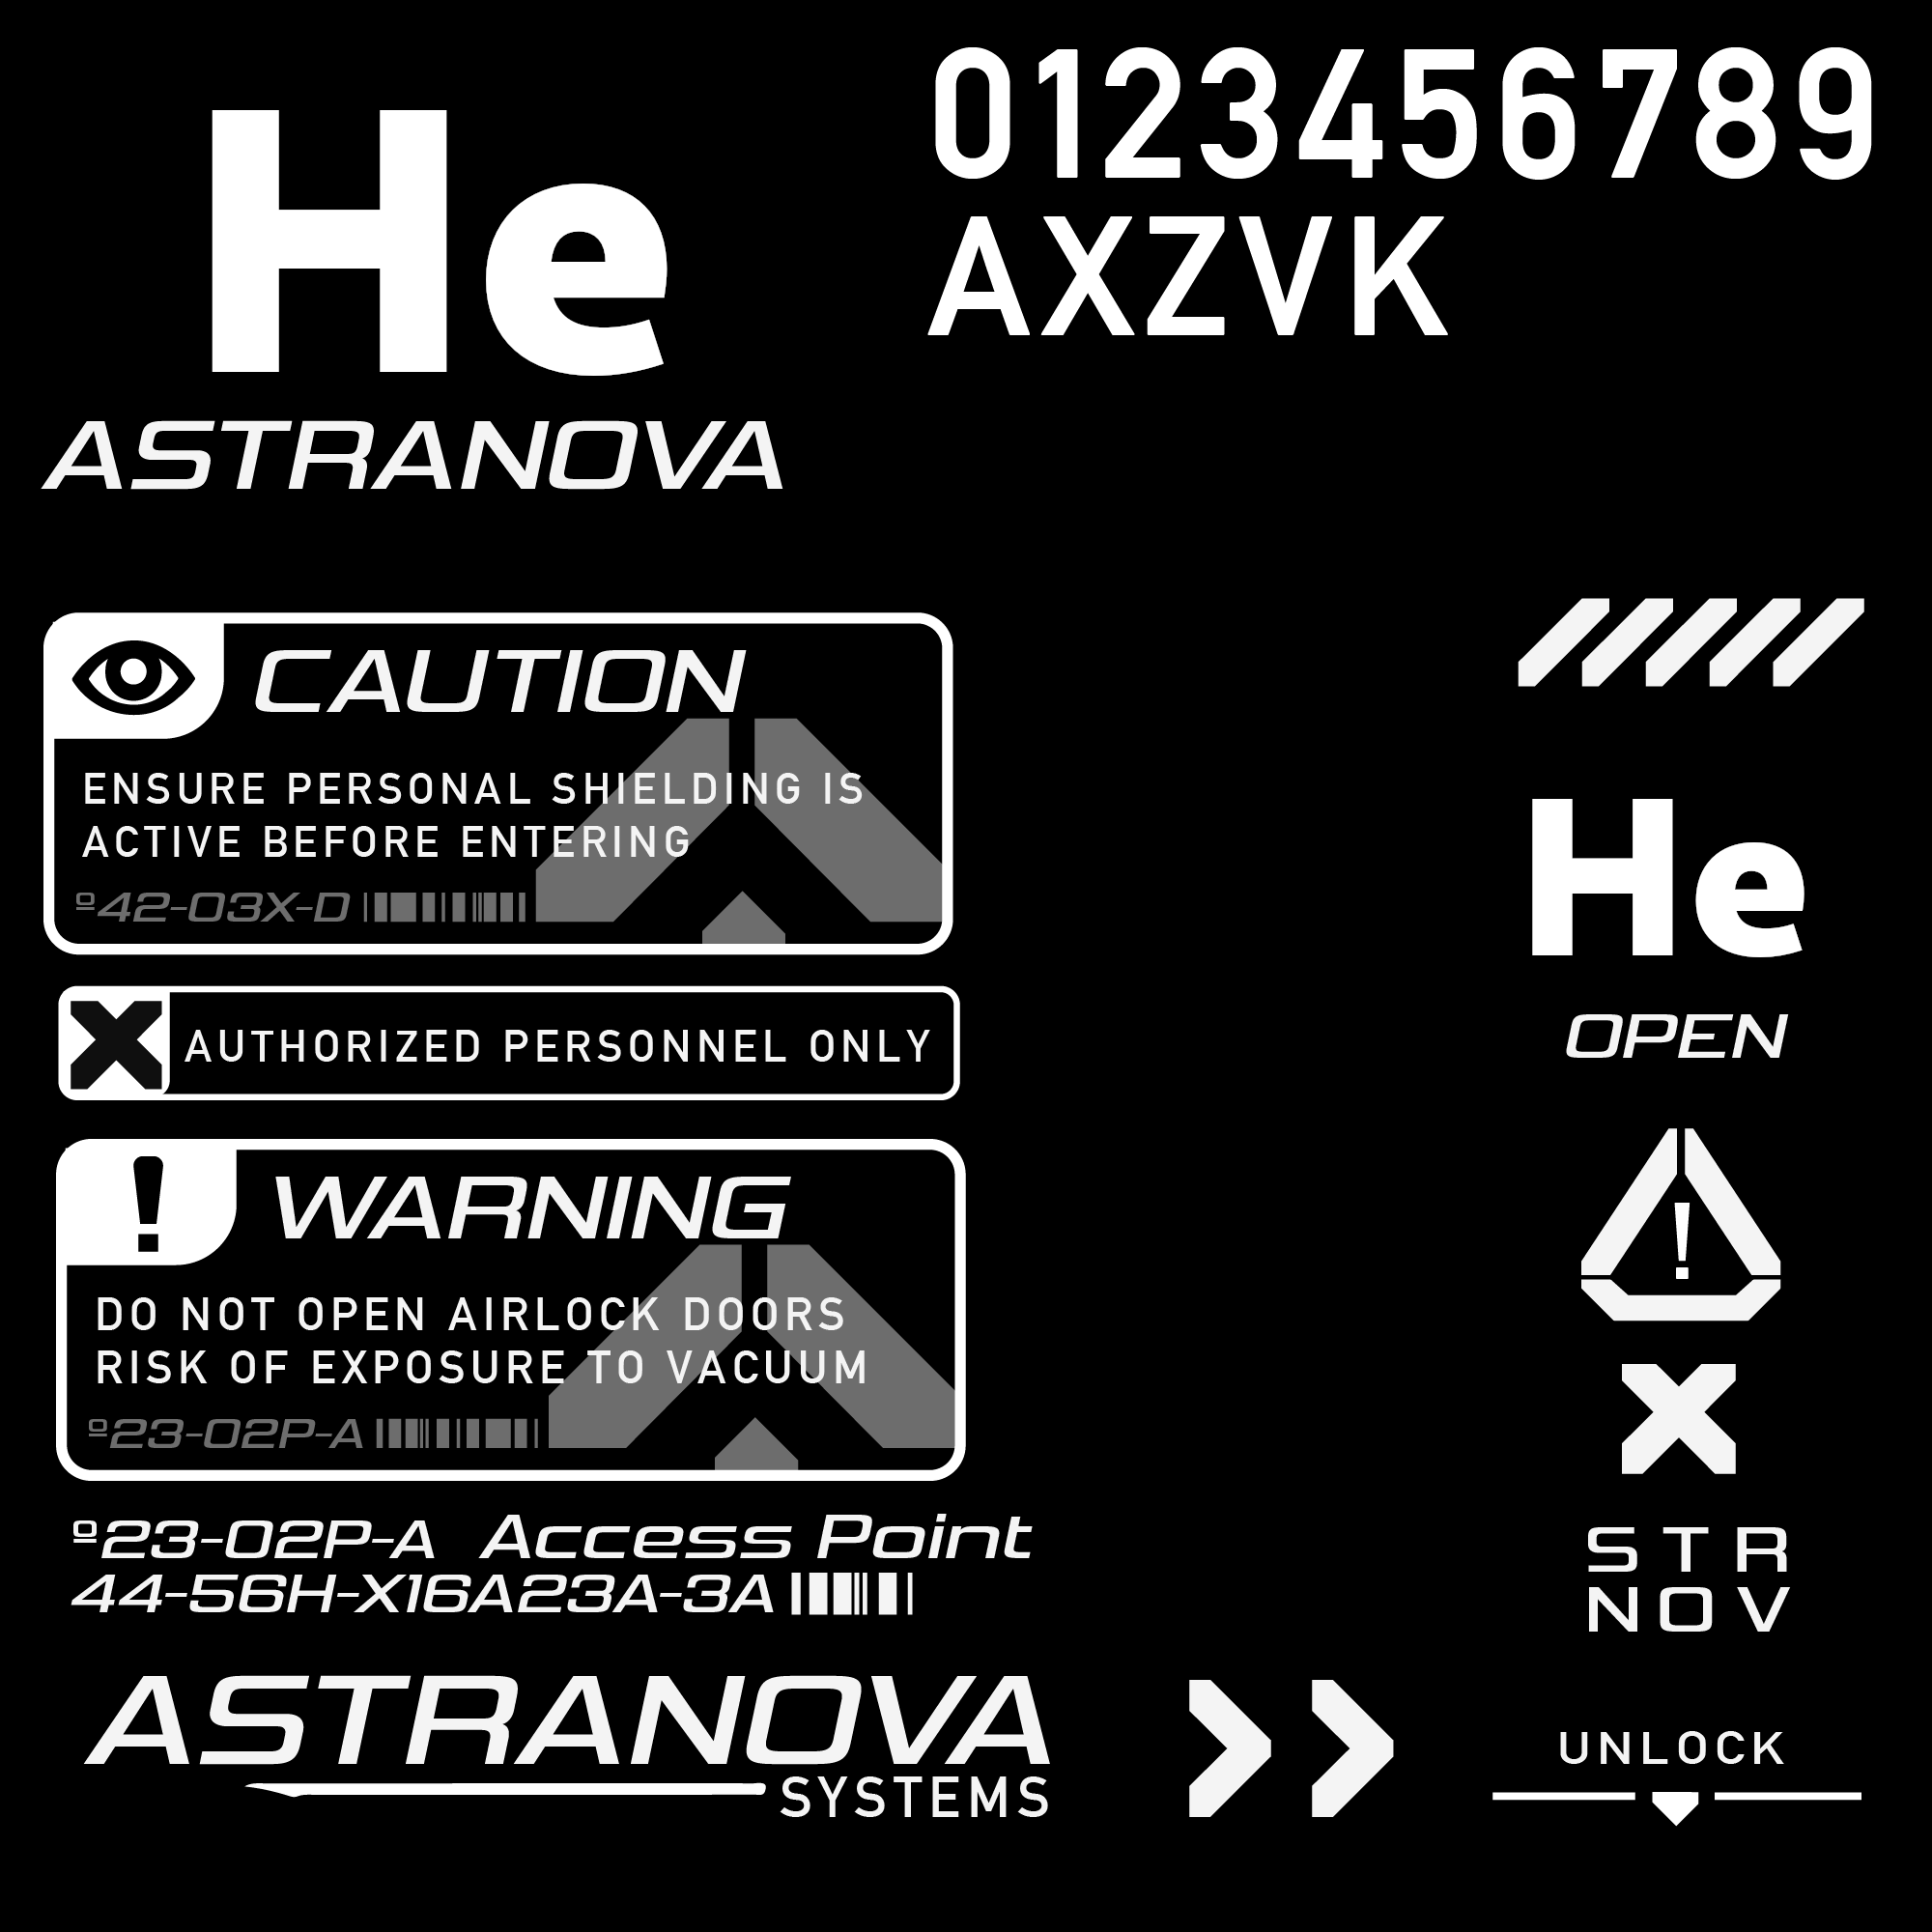 He
ASTRANOVA
0123456789
AXZVK
CAUTION
ENSURE PERSONAL SHIELDING IS
ACTIVE BEFORE ENTERING
º42-03X-D
AUTHORIZED PERSONNEL ONLY
!
WARNING
DO NOT OPEN AIRLOCK DOORS
RISK OF EXPOSURE TO VACUUM
º23-02P-A
º23-02P-A Access Point
44-56H-X16A23A-3A
ASTRANOVA
SYSTEMS
He
OPEN
!
STR
NOV
UNLOCK